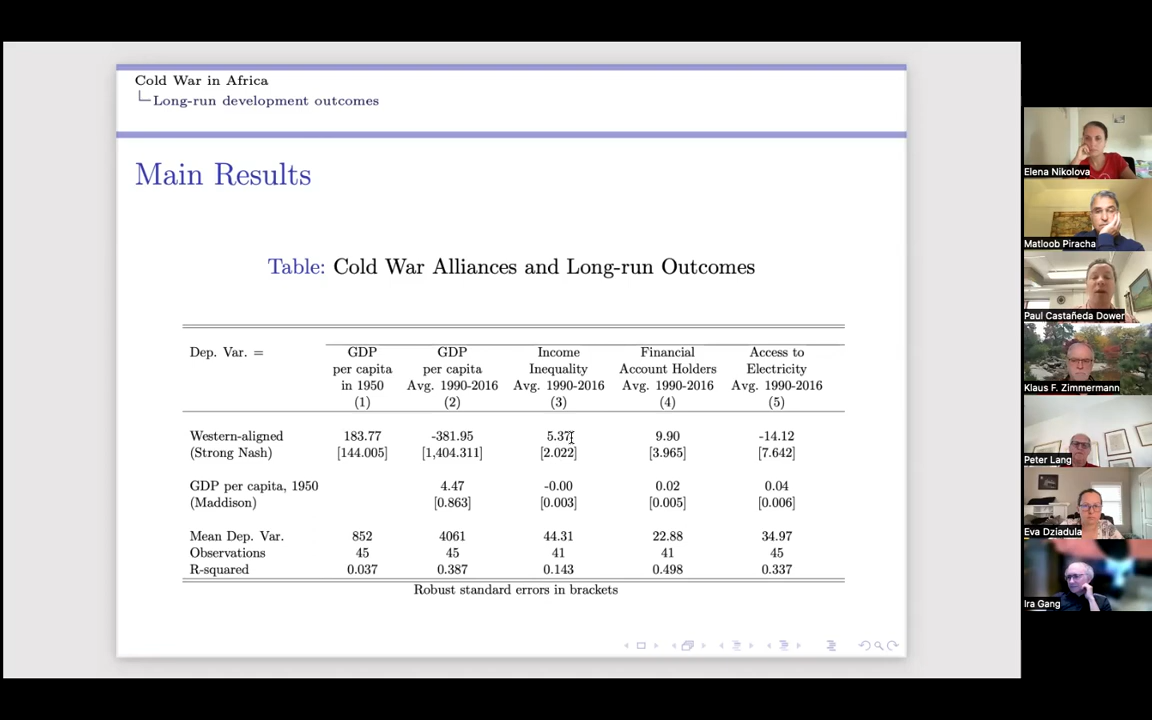 Cold War in Africa
Long-run development outcomes
Main Results
Table: Cold War Alliances and Long-run Outcomes
Dep. Var. = GDP GDP Income Financial Access to
per capita per capita Inequality Account Holders Electricity
in 1950 Avg. 1990-2016 Avg. 1990-2016 Avg. 1990-2016 Avg. 1990-2016
(1) (2) (3) (4) (5)
Western-aligned 183.77 -381.95 5.37 9.90 -14.12
(Strong Nash) [144.005] [1,404.311] [2.022] [3.965] [7.642]
GDP per capita, 1950 4.47 -0.00 0.02 0.04
(Maddison) [0.863] [0.003] [0.005] [0.006]
Mean Dep. Var. 852 4061 44.31 22.88 34.97
Observations 45 45 41 41 45
R-squared 0.037 0.387 0.143 0.498 0.337
Robust standard errors in brackets
Elena Nikolova
Matloob Piracha
Paul Castañeda Dower
Klaus F. Zimmermann
Peter Lang
Eva Dziadula
Ira Gang